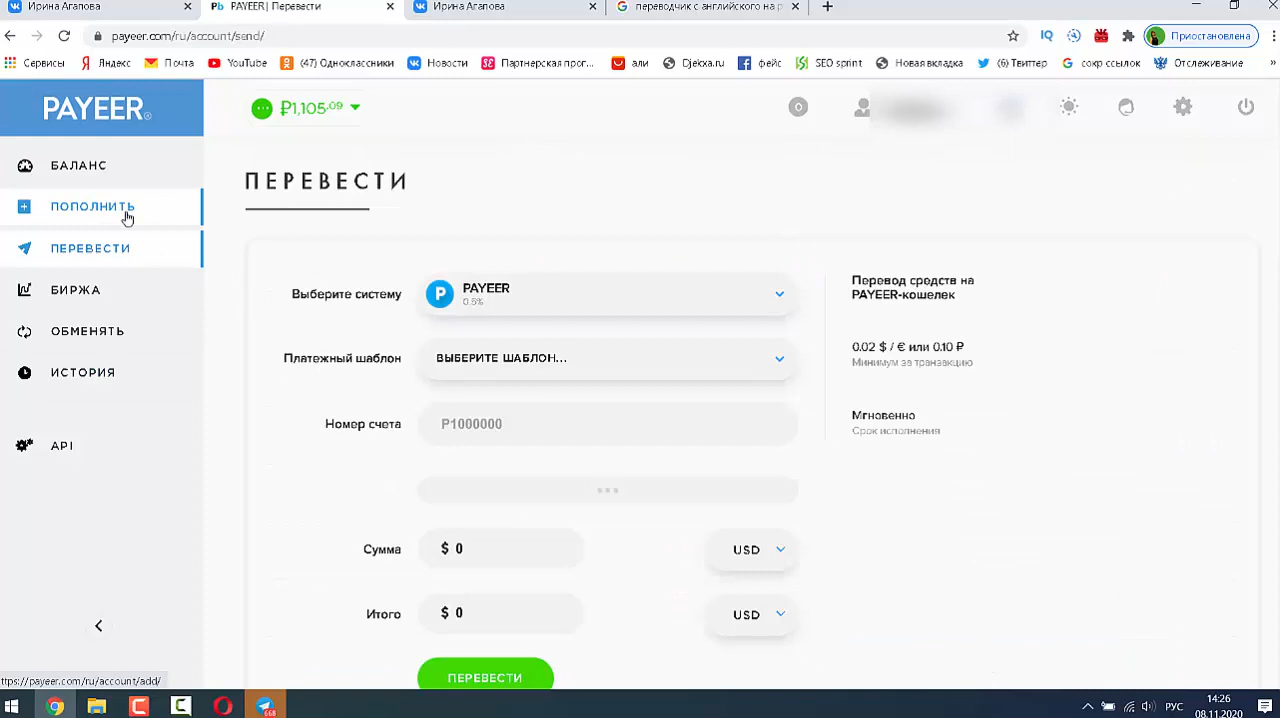 Ирина Агапова
PAYEER | Перевести
Ирина Агапова
переводчик с английского на р
payeer.com/ru/account/send/
Приостановлена
Сервисы
Яндекс
Почта
YouTube
(47) Одноклассники
Новости
Партнерская прог...
али
Djekxa.ru
фейс
SEO sprint
Новая вкладка
(6) Твиттер
сокр ссылок
Отслеживание
»
PAYEER®
₽1,105.09
0
БАЛАНС
ПОПОЛНИТЬ
ПЕРЕВЕСТИ
БИРЖА
ОБМЕНЯТЬ
ИСТОРИЯ
API
ПЕРЕВЕСТИ
Выберите систему
PAYEER
0.5%
Платежный шаблон
ВЫБЕРИТЕ ШАБЛОН...
Номер счета
P1000000
Сумма
$ 0
USD
Итого
$ 0
USD
ПЕРЕВЕСТИ
Перевод средств на
PAYEER-кошелек
0.02 $ / € или 0.10 ₽
Минимум за транзакцию
Мгновенно
Срок исполнения
ttps://payeer.com/ru/account/add/
668
РУС
14:26
08.11.2020